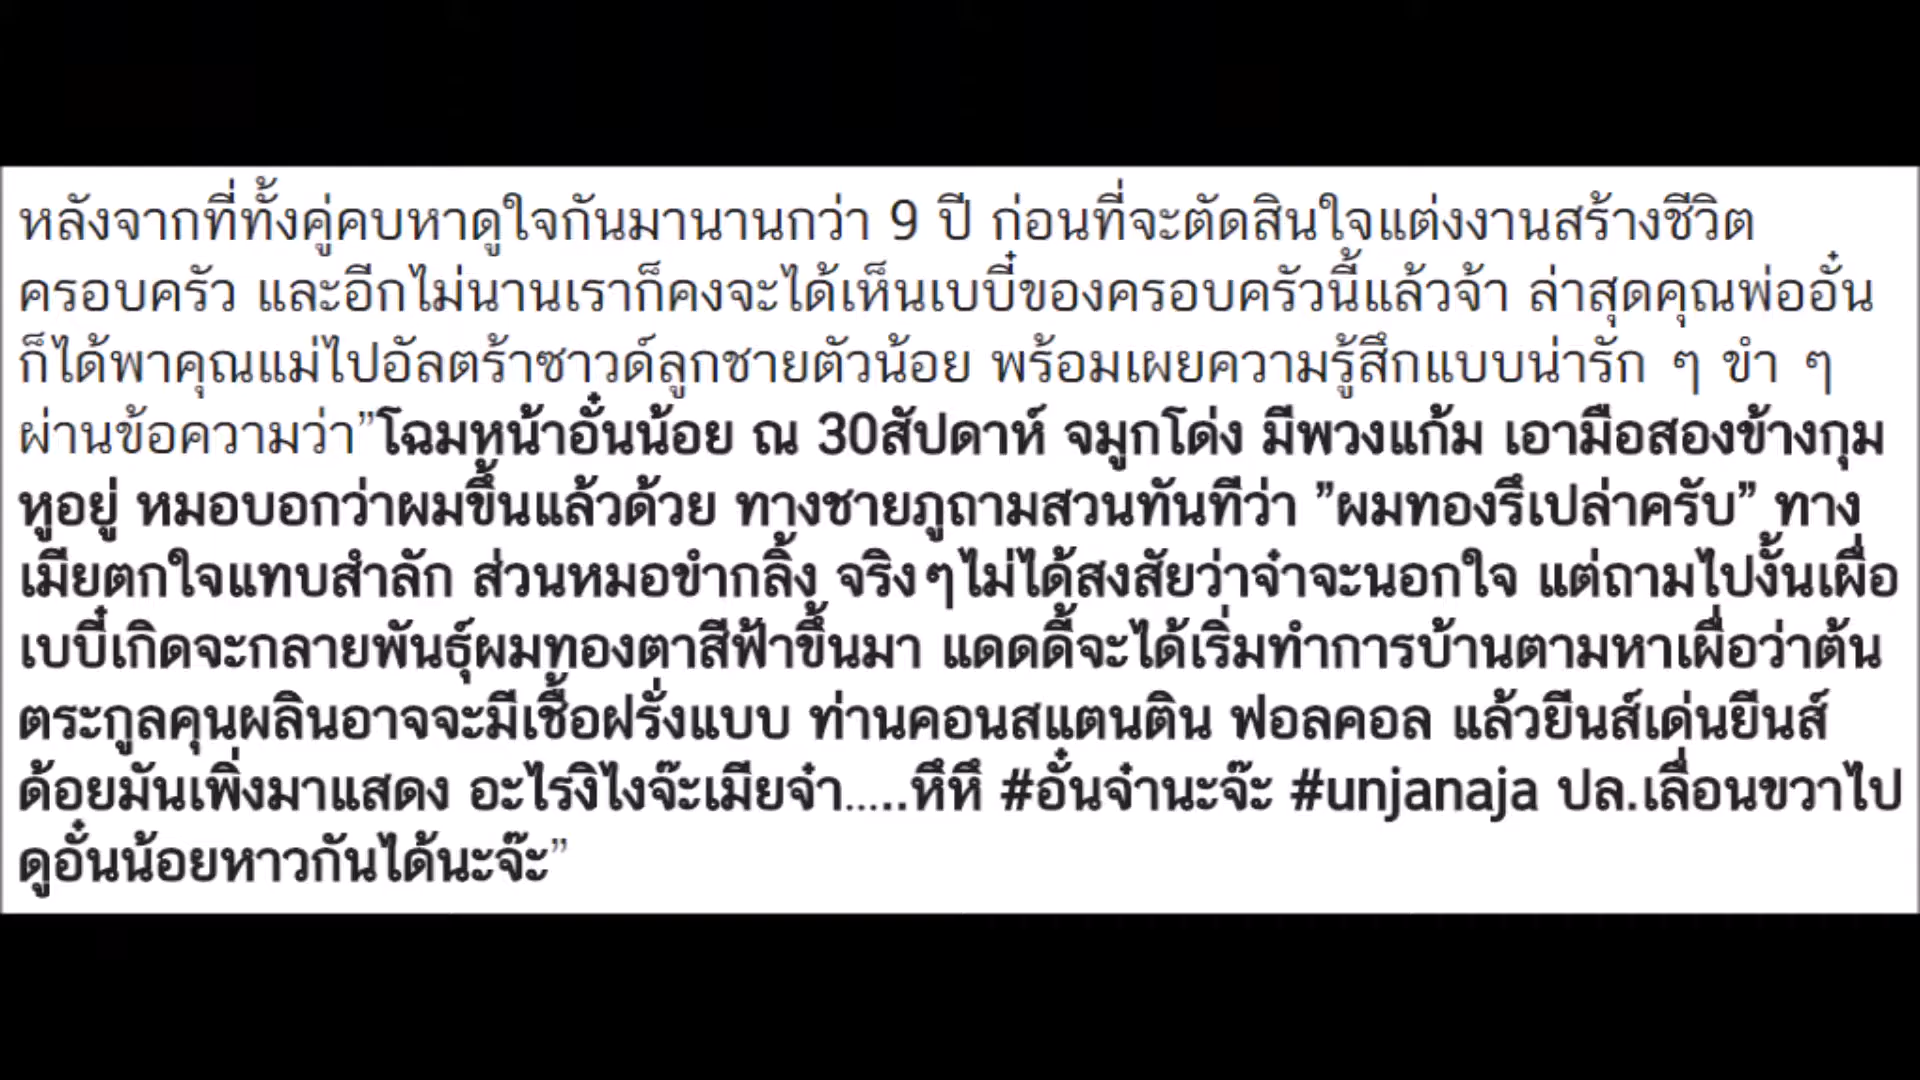 หลังจากที่ทั้งคู่คบหาดูใจกันมานานกว่า 9 ปี ก่อนที่จะตัดสินใจแต่งงานสร้างชีวิต
ครอบครัว และอีกไม่นานเราก็คงจะได้เห็นเบบี๋ของครอบครัวนี้แล้วจ้า ล่าสุดคุณพ่ออั๋น
ก็ได้พาคุณแม่ไปอัลตร้าซาวด์ลูกชายตัวน้อย พร้อมเผยความรู้สึกแบบน่ารัก ๆ ขำ ๆ
ผ่านข้อความว่า”โฉมหน้าอั๋นน้อย ณ 30สัปดาห์ จมูกโด่ง มีพวงแก้ม เอามือสองข้างกุม
หูอยู่ หมอบอกว่าผมขึ้นแล้วด้วย ทางชายภูถามสวนทันทีว่า ”ผมทองรึเปล่าครับ” ทาง
เมียตกใจแทบสำลัก ส่วนหมอขำกลิ้ง จริงๆไม่ได้สงสัยว่าจ๋าจะนอกใจ แต่ถามไปงั้นเผื่อ
เบบี๋เกิดจะกลายพันธุ์ผมทองตาสีฟ้าขึ้นมา แดดดี้จะได้เริ่มทำการบ้านตามหาเผื่อว่าต้น
ตระกูลคุนผลินอาจจะมีเชื้อฝรั่งแบบ ท่านคอนสแตนติน ฟอลคอล แล้วยีนส์เด่นยีนส์
ด้อยมันเพิ่งมาแสดง อะไรงิไงจ๊ะเมียจ๋า…..หึหึ #อั๋นจ๋านะจ๊ะ #unjanaja ปล.เลื่อนขวาไป
ดูอั๋นน้อยหาวกันได้นะจ๊ะ”